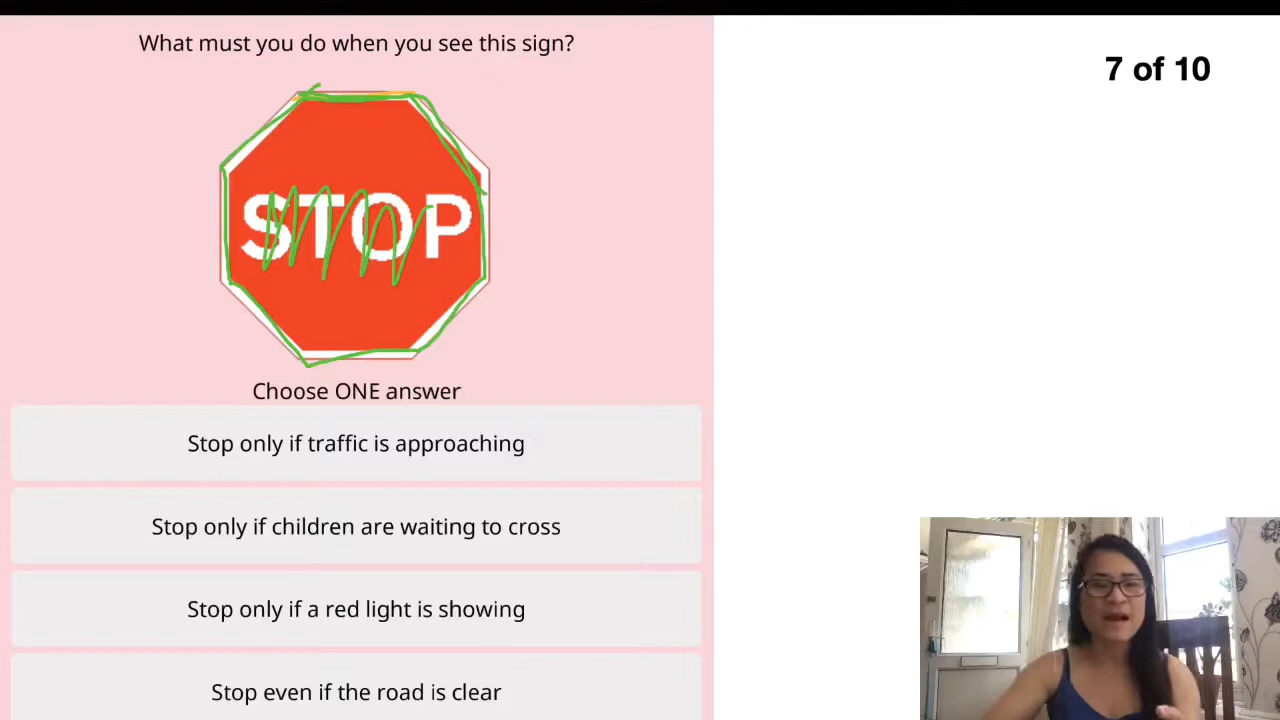 What must you do when you see this sign?
7 of 10
STOP
Choose ONE answer
Stop only if traffic is approaching
Stop only if children are waiting to cross
Stop only if a red light is showing
Stop even if the road is clear